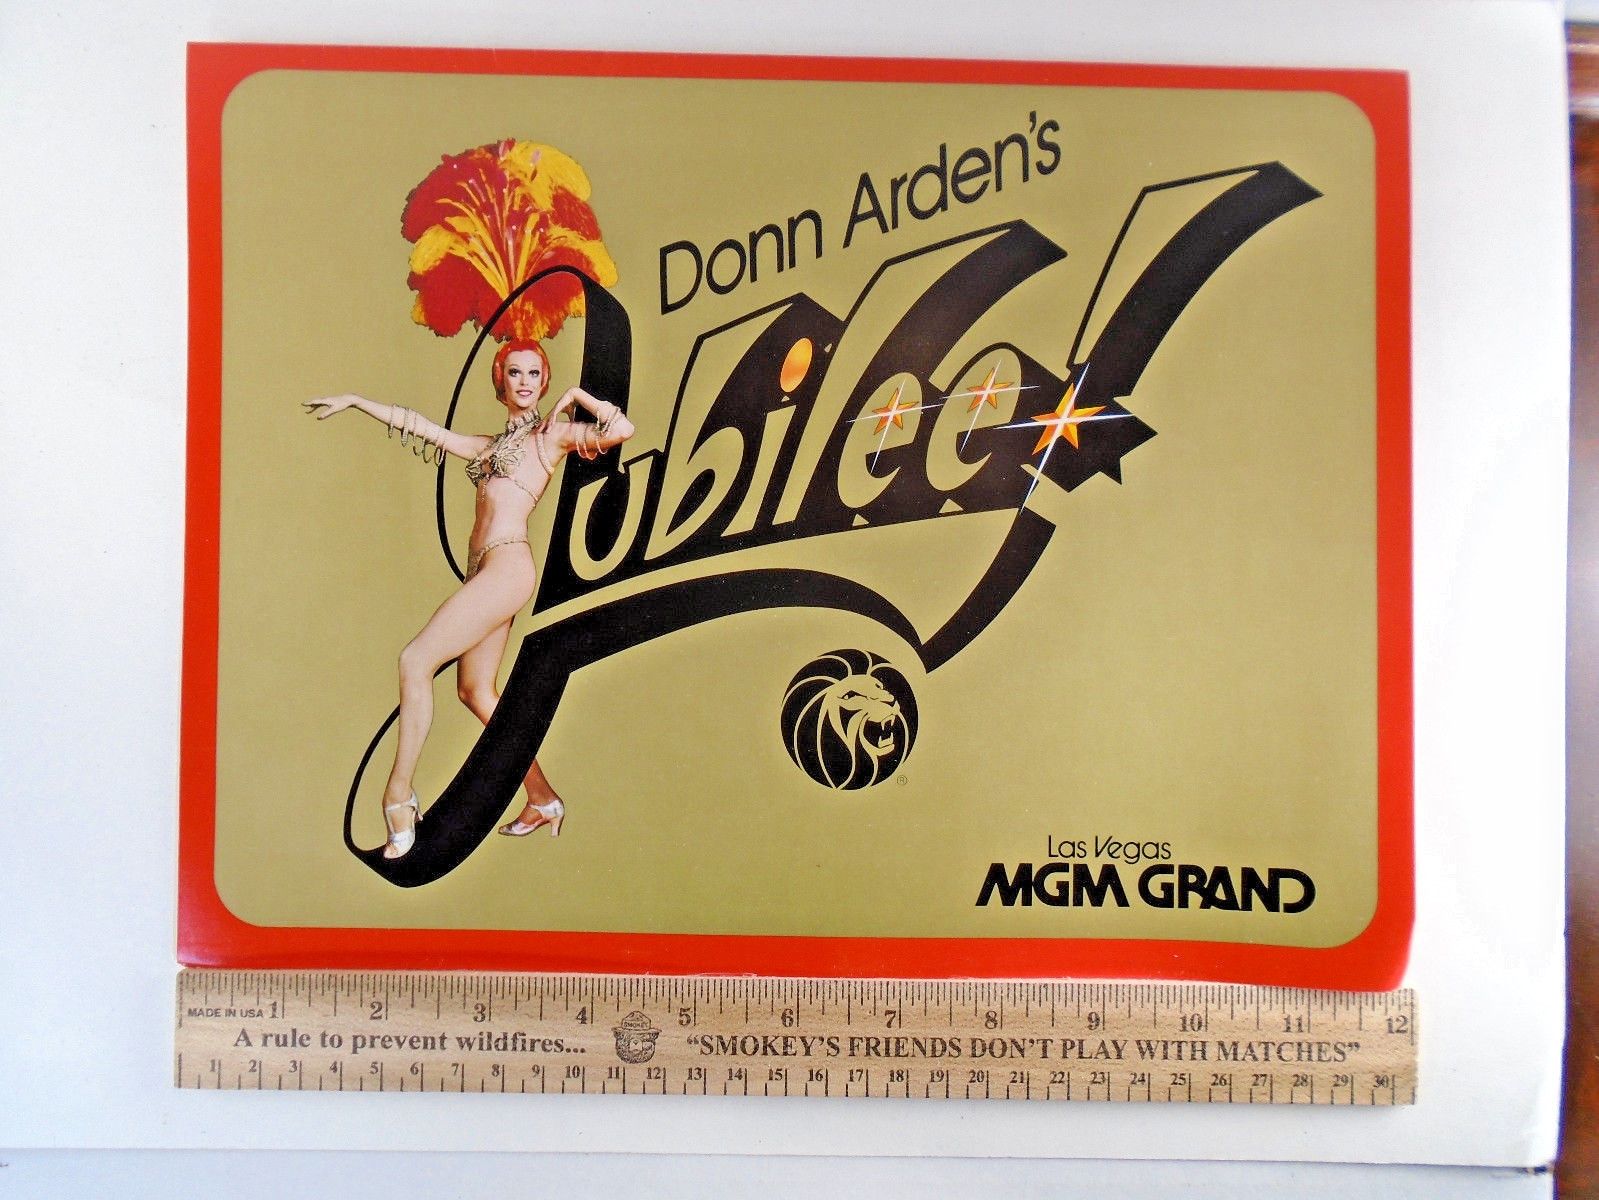 Donn Arden's
Jubilee!
®
Las Vegas
MGM GRAND
MADE IN USA 1 2 3 4 5 6 7 8 9 10 11 12
A rule to prevent wildfires... SMOKEY "SMOKEY'S FRIENDS DON'T PLAY WITH MATCHES"
1 2 3 4 5 6 7 8 9 10 11 12 13 14 15 16 17 18 19 20 21 22 23 24 25 26 27 28 29 30